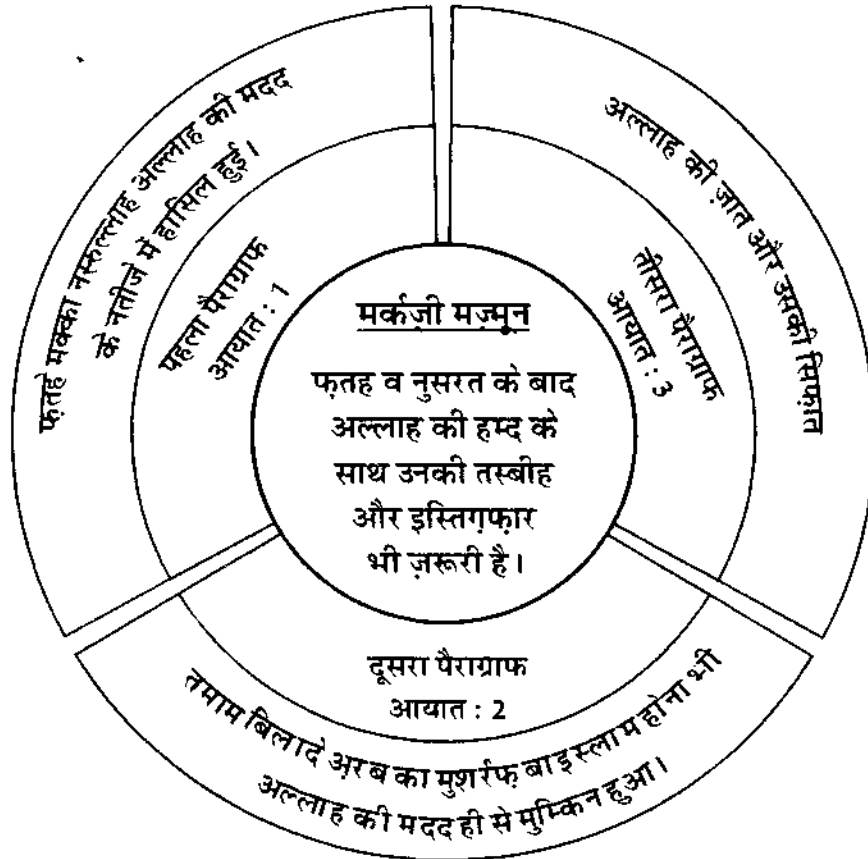 मर्कज़ी मज़्मून
फ़तह व नुसरत के बाद
अल्लाह की हम्द के
साथ उनकी तस्बीह
और इस्तिग़फ़ार
भी ज़रूरी है।
फ़तहे मक्का नस्रुल्लाह अल्लाह की मदद
के नतीजे में हासिल हुई।
पहला पैराग्राफ
आयात : 1
तमाम बिलादे अ़रब का मुशर्रफ़ बाइस्लाम होना भी
अल्लाह की मदद ही से मुम्किन हुआ।
दूसरा पैराग्राफ
आयात : 2
अल्लाह की ज़ात और उसकी सिफ़ात
तीसरा पैराग्राफ
आयात : 3